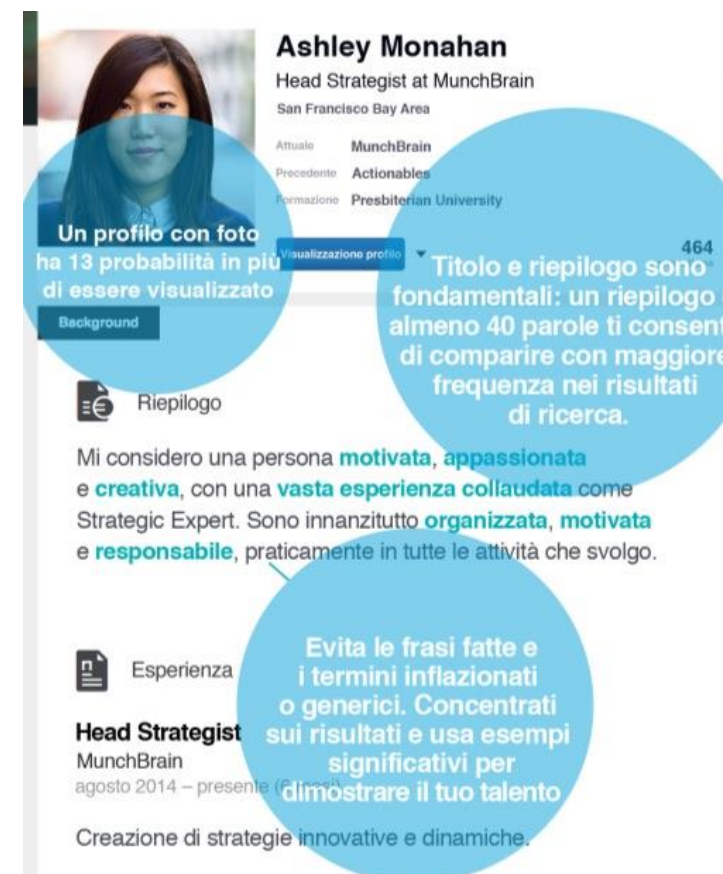 Ashley Monahan
Head Strategist at MunchBrain
San Francisco Bay Area
Attuale MunchBrain
Precedente Actionables
Formazione Presbiterian University
Visualizzazione profilo
464
Un profilo con foto
ha 13 probabilità in più
di essere visualizzato
Titolo e riepilogo sono
fondamentali: un riepilogo
almeno 40 parole ti consent
di comparire con maggiore
frequenza nei risultati
di ricerca.
Background
Riepilogo
Mi considero una persona motivata, appassionata
e creativa, con una vasta esperienza collaudata come
Strategic Expert. Sono innanzitutto organizzata, motivata
e responsabile, praticamente in tutte le attività che svolgo.
Evita le frasi fatte e
i termini inflazionati
o generici. Concentrati
sui risultati e usa esempi
significativi per
dimostrare il tuo talento
Esperienza
Head Strategist
MunchBrain
agosto 2014 – presente
Creazione di strategie innovative e dinamiche.